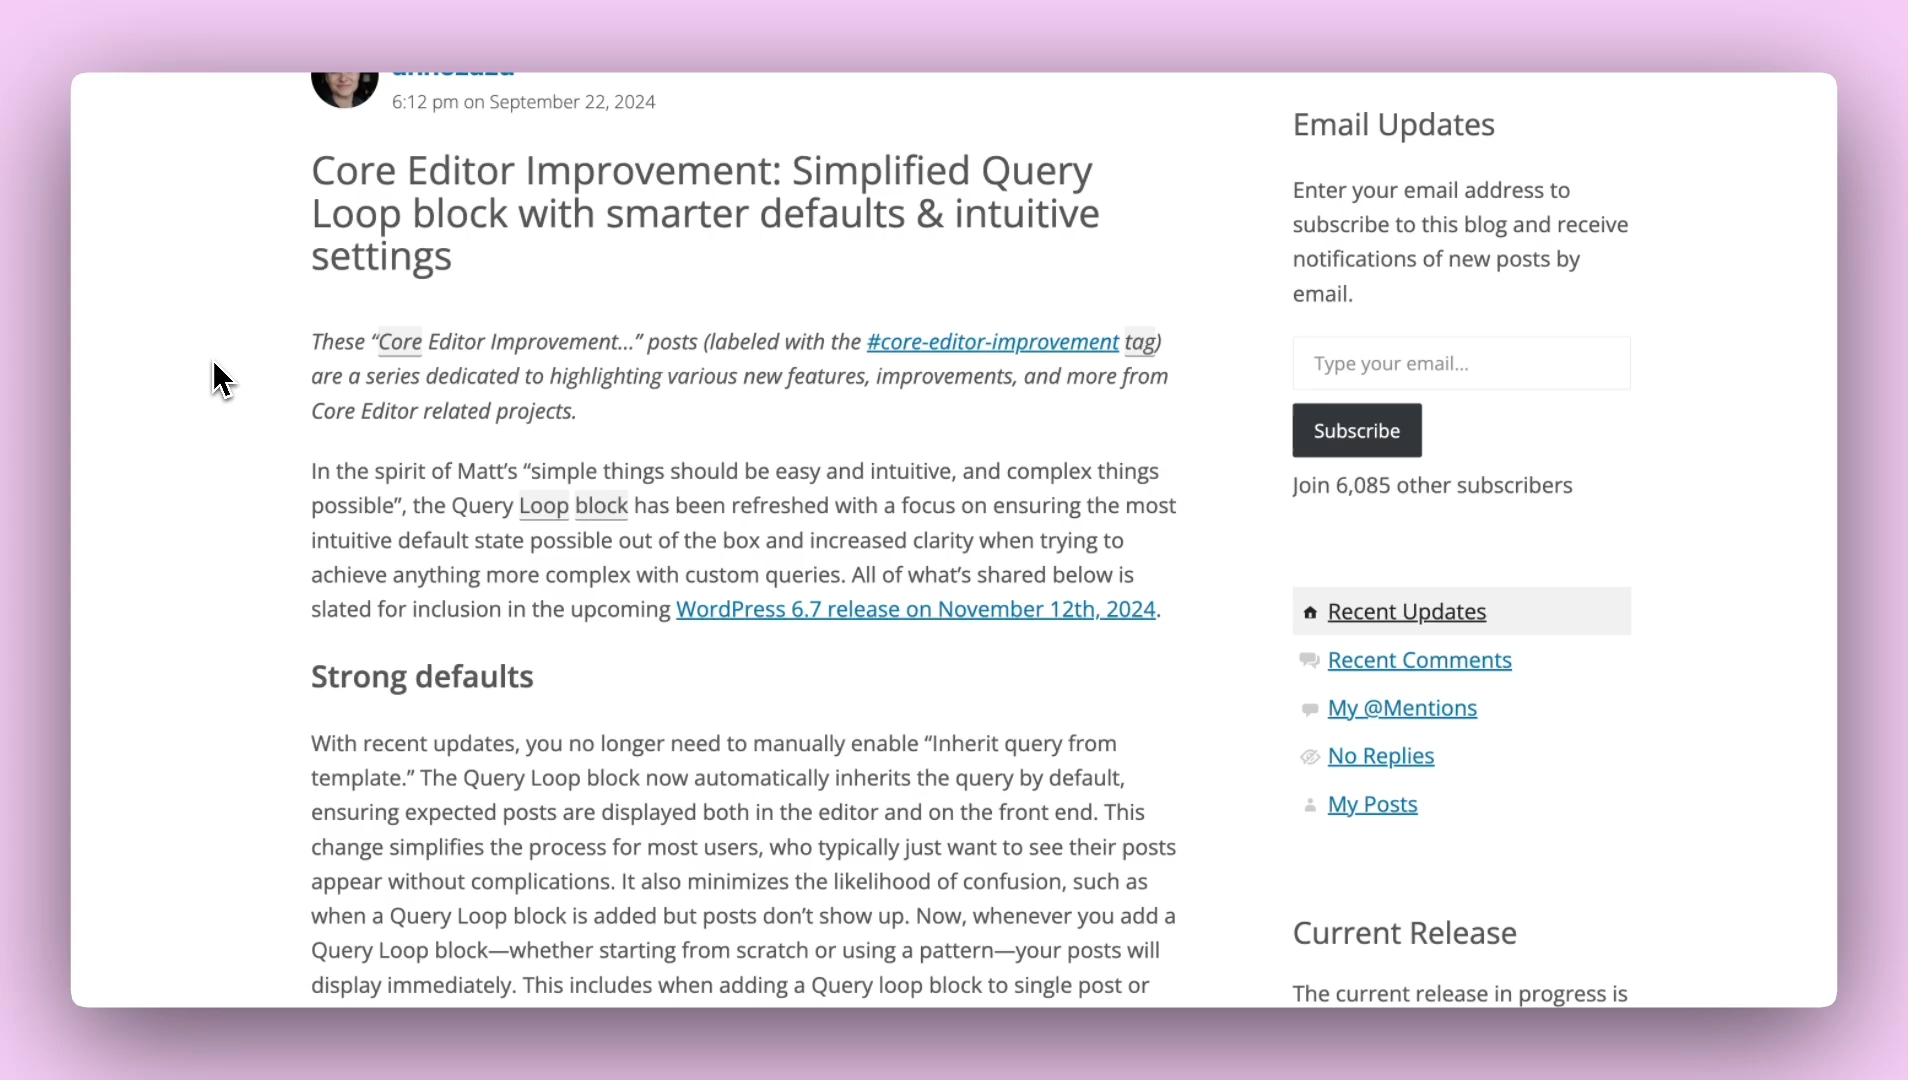 6:12 pm on September 22, 2024
Core Editor Improvement: Simplified Query
Loop block with smarter defaults & intuitive
settings
These “Core Editor Improvement…” posts (labeled with the #core-editor-improvement tag)
are a series dedicated to highlighting various new features, improvements, and more from
Core Editor related projects.
In the spirit of Matt’s “simple things should be easy and intuitive, and complex things
possible”, the Query Loop block has been refreshed with a focus on ensuring the most
intuitive default state possible out of the box and increased clarity when trying to
achieve anything more complex with custom queries. All of what’s shared below is
slated for inclusion in the upcoming WordPress 6.7 release on November 12th, 2024.
Strong defaults
With recent updates, you no longer need to manually enable “Inherit query from
template.” The Query Loop block now automatically inherits the query by default,
ensuring expected posts are displayed both in the editor and on the front end. This
change simplifies the process for most users, who typically just want to see their posts
appear without complications. It also minimizes the likelihood of confusion, such as
when a Query Loop block is added but posts don’t show up. Now, whenever you add a
Query Loop block—whether starting from scratch or using a pattern—your posts will
display immediately. This includes when adding a Query loop block to single post or
Email Updates
Enter your email address to
subscribe to this blog and receive
notifications of new posts by
email.
Type your email…
Subscribe
Join 6,085 other subscribers
Recent Updates
Recent Comments
My @Mentions
No Replies
My Posts
Current Release
The current release in progress is